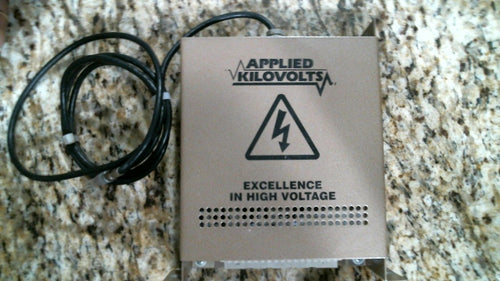 APPLIED
KILOVOLTS
EXCELLENCE
IN HIGH VOLTAGE